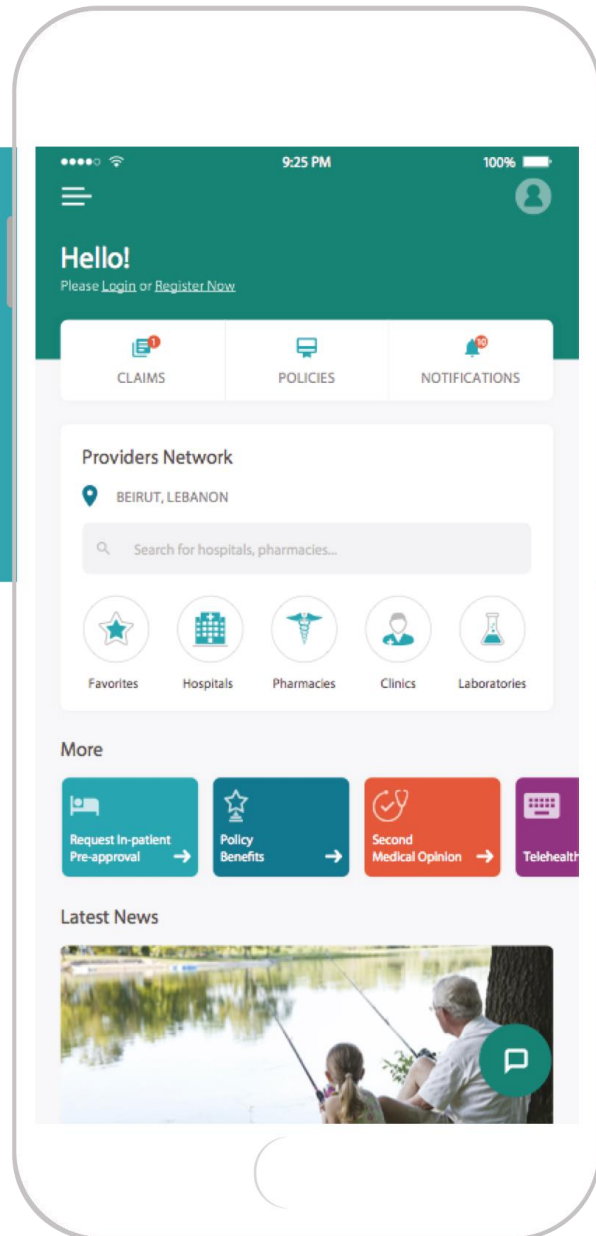 9:25 PM
100%
Hello!
Please Login or Register Now
1
10
CLAIMS
POLICIES
NOTIFICATIONS
Providers Network
BEIRUT, LEBANON
Search for hospitals, pharmacies...
Favorites
Hospitals
Pharmacies
Clinics
Laboratories
More
Request In-patient
Pre-approval
Policy
Benefits
Second
Medical Opinion
Telehealth
Latest News